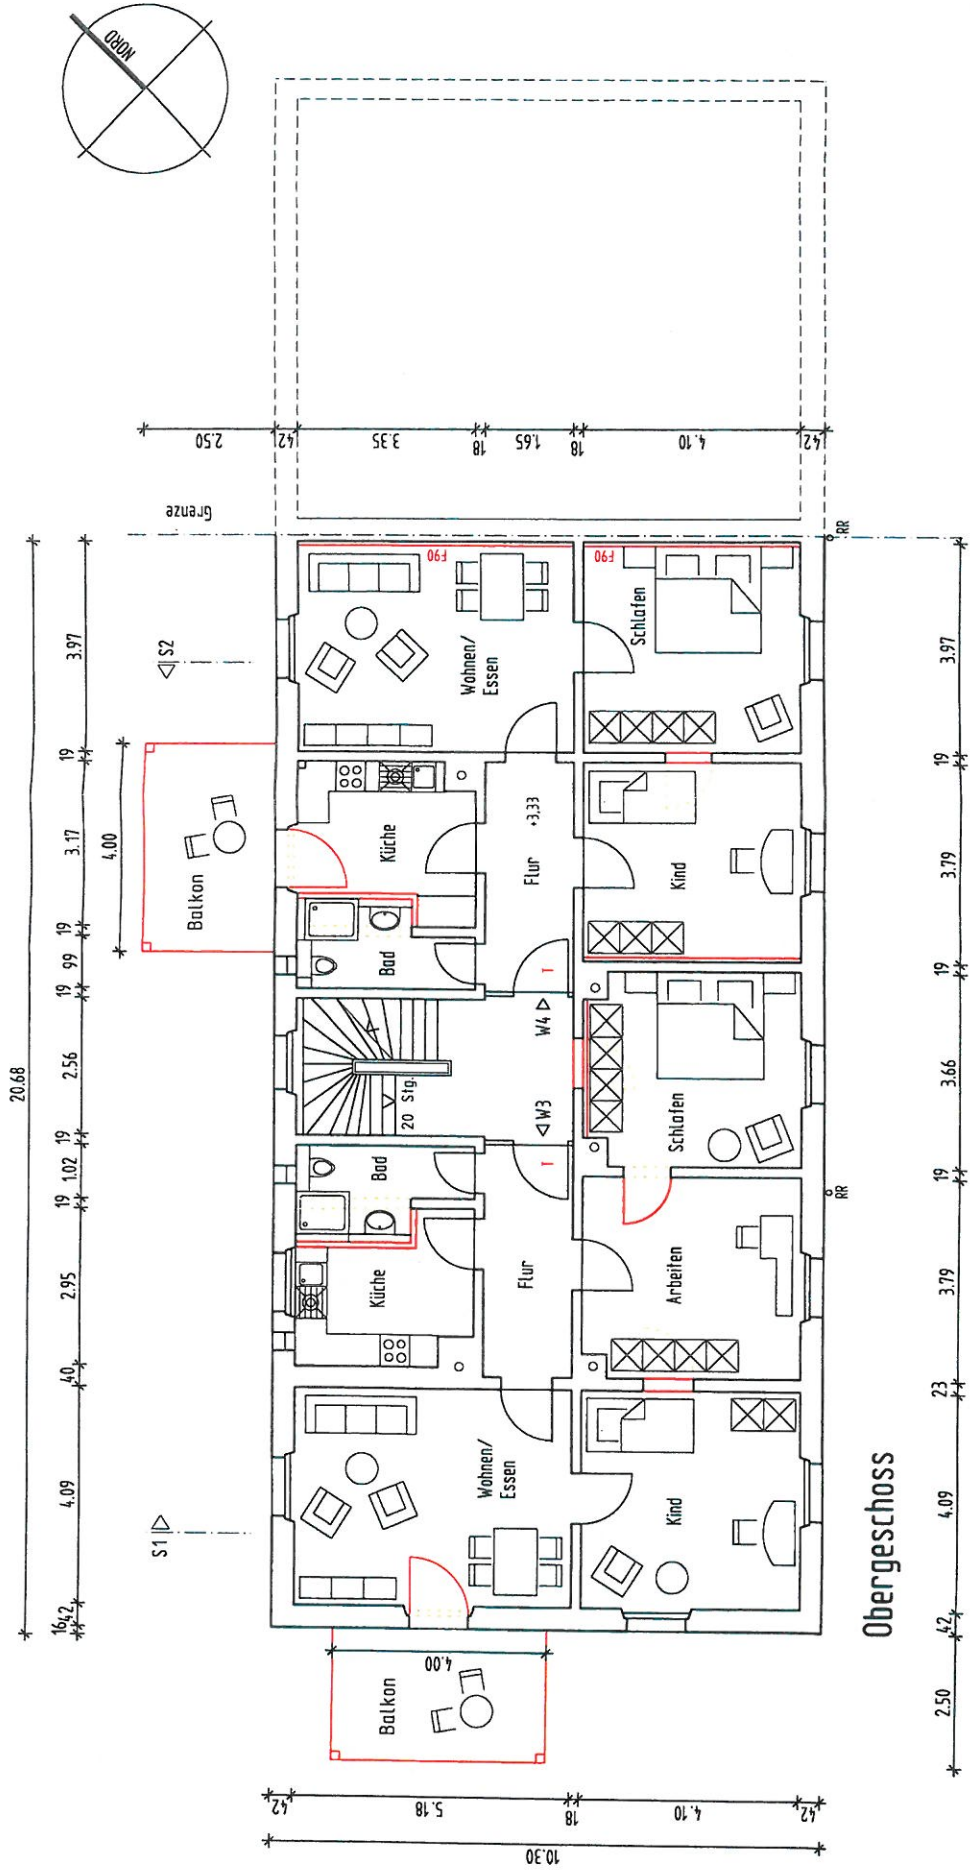 NORD
20.68
16
42
4.09
40
2.95
19
1.02
19
2.56
19
99
19
3.17
19
3.97
4.00
S1
S2
Grenze
Balkon
Balkon
4.00
2.50
42
3.35
18
1.65
18
4.10
42
Wohnen/
Essen
Küche
Bad
20 Stg.
Bad
Küche
Wohnen/
Essen
F90
Flur
T
W3
W4
T
Flur
+3,33
Kind
Arbeiten
Schlafen
Kind
Schlafen
F90
RR
RR
10.30
42
5.18
18
4.10
42
2.50
42
4.09
23
3.79
19
3.66
19
3.79
19
3.97
Obergeschoss